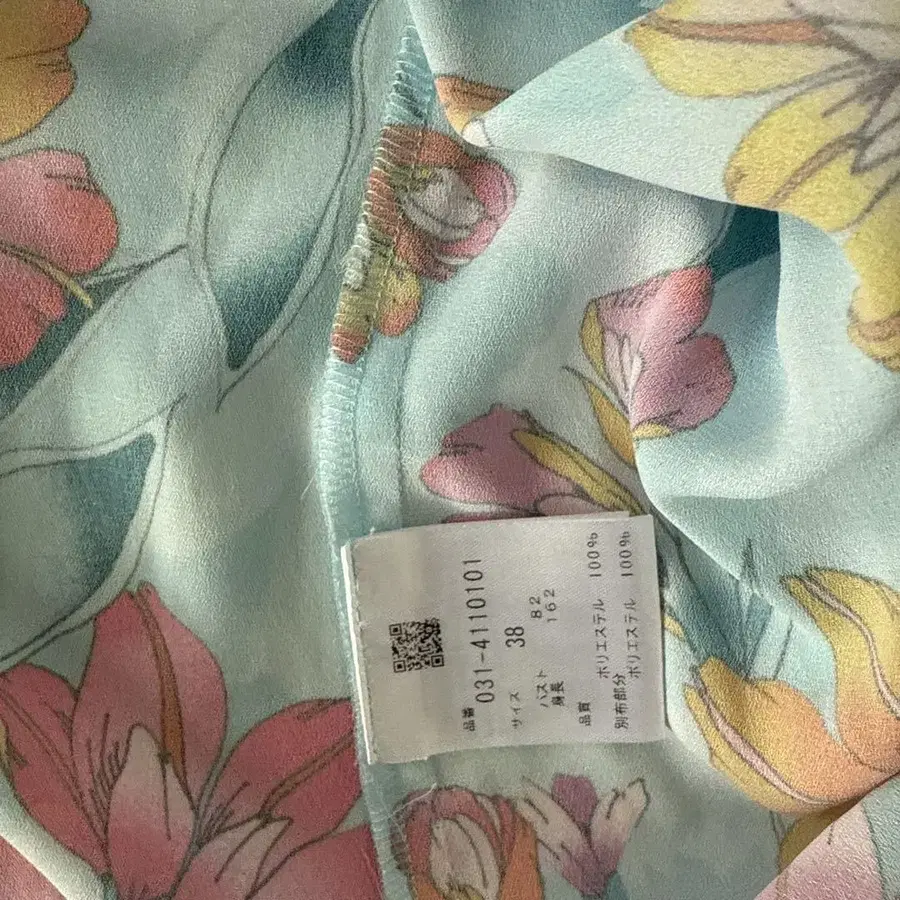 品番 031-4110101
サイズ 38
バスト 82
身長 162
品質 ポリエステル 100%
別布部分
ポリエステル 100%